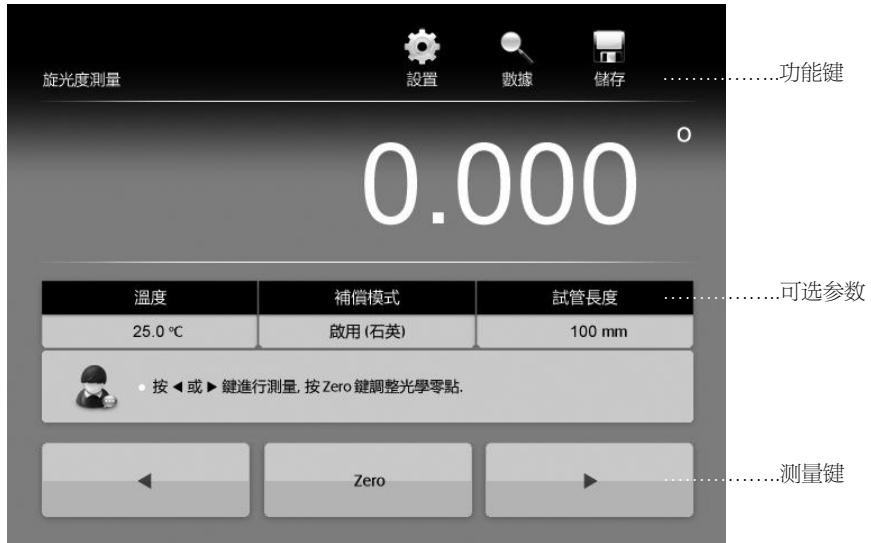 設置 數據 儲存
旋光度測量
………………功能键
0.000 °
溫度 補償模式 試管長度
………………可选参数
25.0 ℃ 啟用 (石英) 100 mm
按 ◀ 或 ▶ 鍵進行測量, 按 Zero 鍵調整光學零點.
◀ Zero ▶
………………测量键